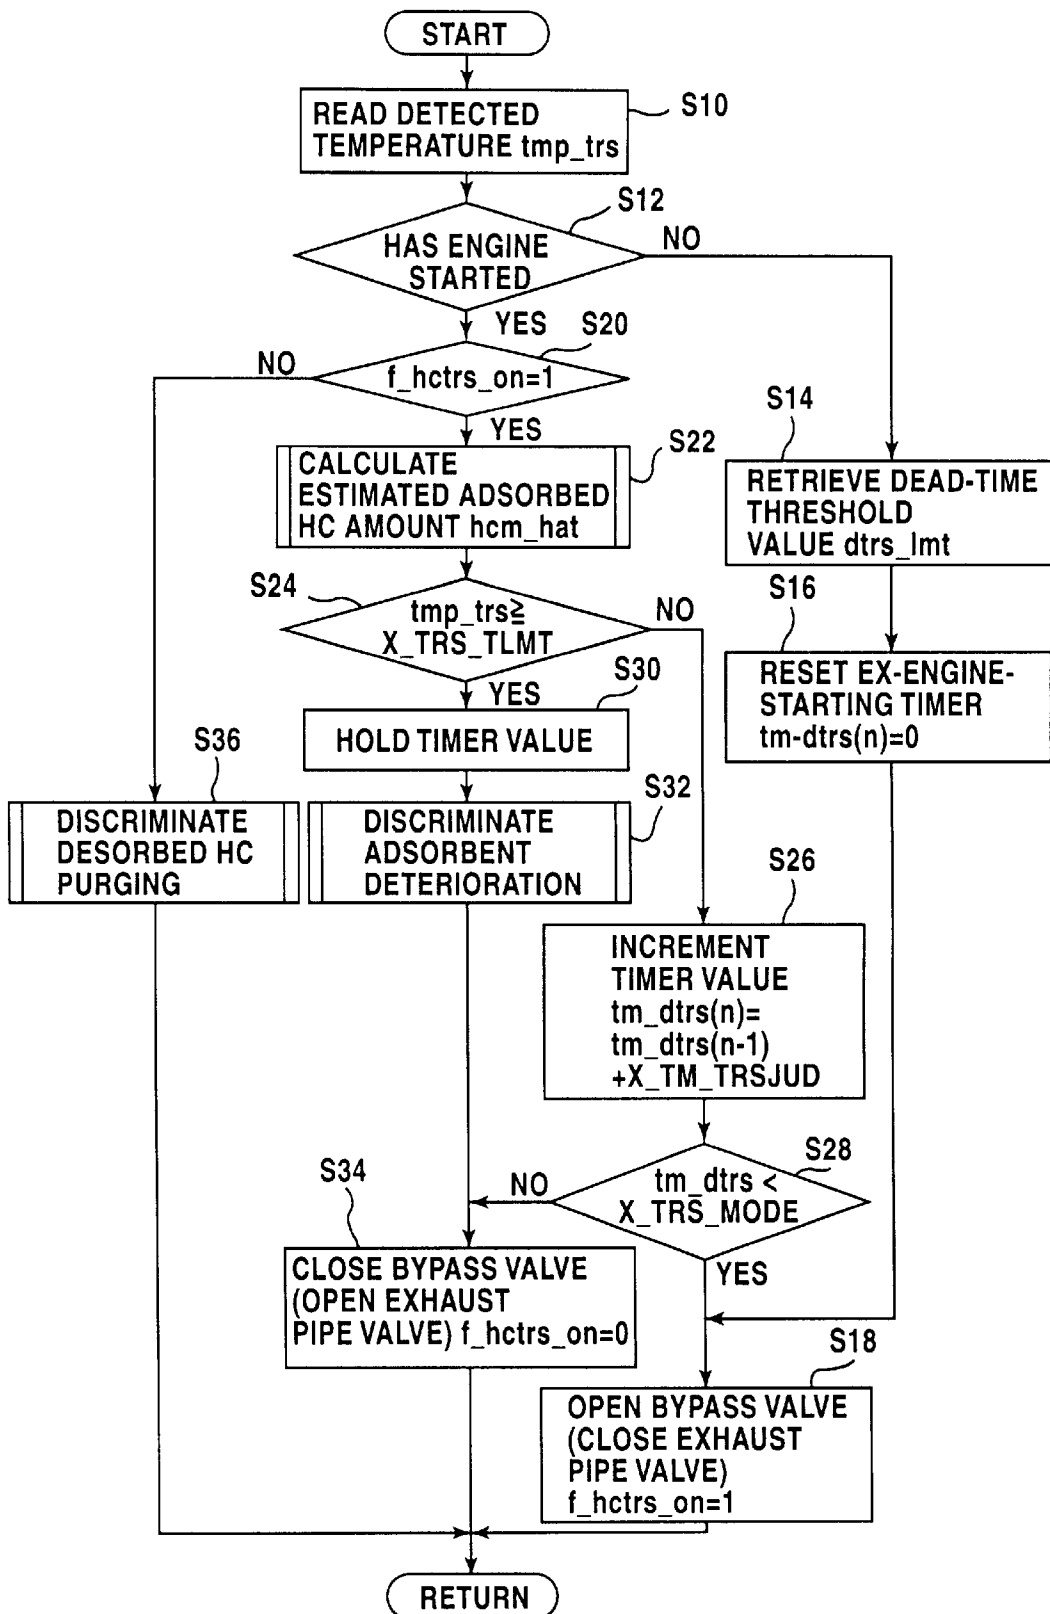 START
READ DETECTED
TEMPERATURE tmp_trs
S10
S12
HAS ENGINE
STARTED
NO
YES
S20
NO
f_hctrs_on=1
YES
S22
CALCULATE
ESTIMATED ADSORBED
HC AMOUNT hcm_hat
S14
RETRIEVE DEAD-TIME
THRESHOLD
VALUE dtrs_lmt
S24
tmp_trs≧
X_TRS_TLMT
NO
YES
S16
RESET EX-ENGINE-
STARTING TIMER
tm-dtrs(n)=0
S30
HOLD TIMER VALUE
S36
DISCRIMINATE
DESORBED HC
PURGING
S32
DISCRIMINATE
ADSORBENT
DETERIORATION
S26
INCREMENT
TIMER VALUE
tm_dtrs(n)=
tm_dtrs(n-1)
+X_TM_TRSJUD
S28
tm_dtrs <
X_TRS_MODE
NO
YES
S34
CLOSE BYPASS VALVE
(OPEN EXHAUST
PIPE VALVE) f_hctrs_on=0
S18
OPEN BYPASS VALVE
(CLOSE EXHAUST
PIPE VALVE)
f_hctrs_on=1
RETURN